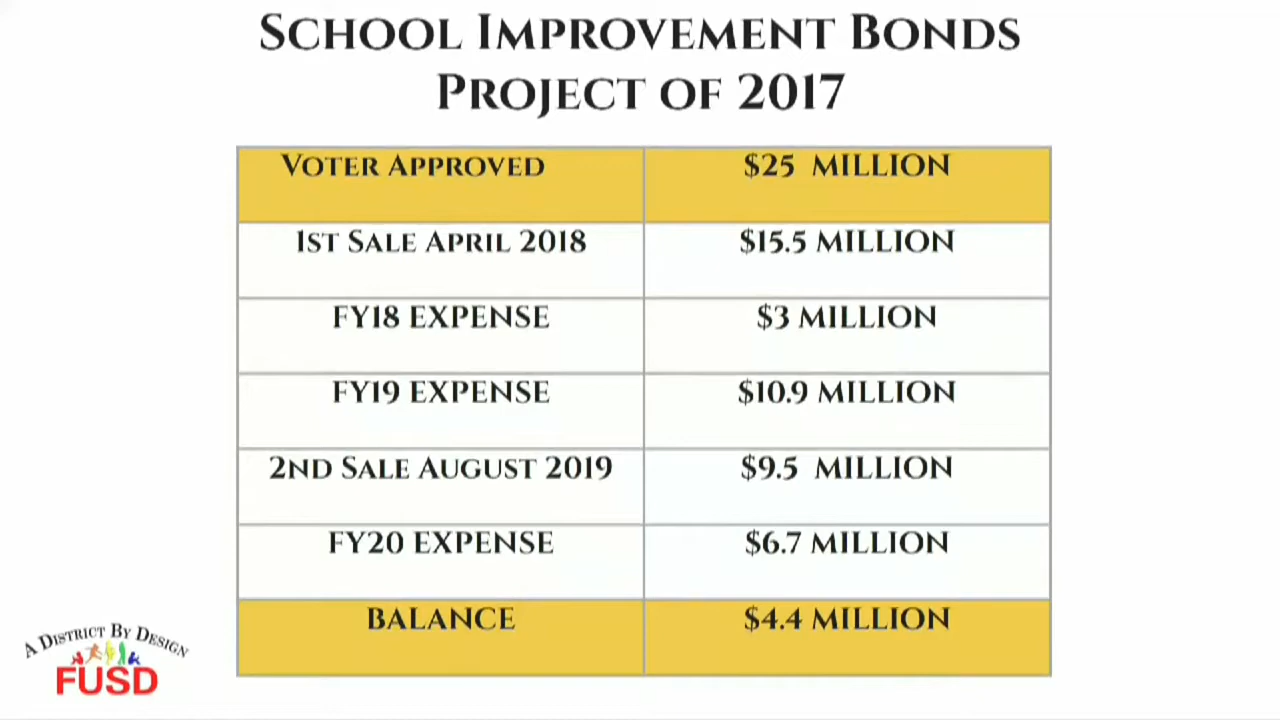 School Improvement Bonds
Project of 2017
Voter Approved $25 million
1st Sale April 2018 $15.5 million
FY18 Expense $3 million
FY19 Expense $10.9 million
2nd Sale August 2019 $9.5 million
FY20 Expense $6.7 million
Balance $4.4 million
A District By Design
FUSD